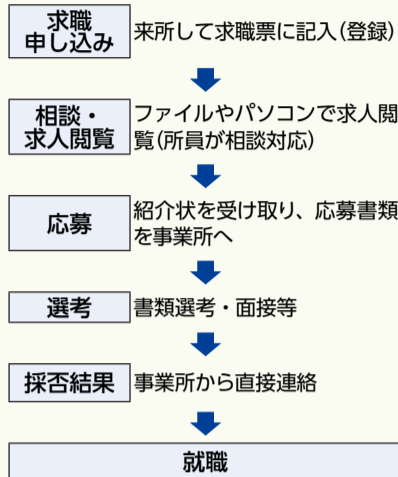 求職
申し込み
来所して求職票に記入（登録）
相談・
求人閲覧
ファイルやパソコンで求人閲
覧（所員が相談対応）
応募
紹介状を受け取り、応募書類
を事業所へ
選考
書類選考・面接等
採否結果
事業所から直接連絡
就職